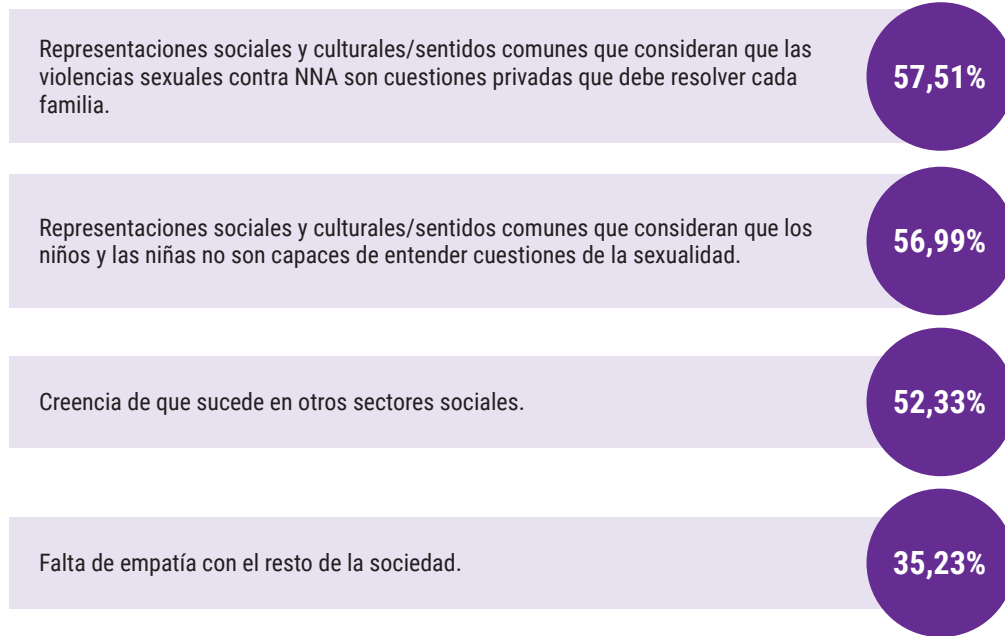 Representaciones sociales y culturales/sentidos comunes que consideran que las
violencias sexuales contra NNA son cuestiones privadas que debe resolver cada
familia.
57,51%
Representaciones sociales y culturales/sentidos comunes que consideran que los
niños y las niñas no son capaces de entender cuestiones de la sexualidad.
56,99%
Creencia de que sucede en otros sectores sociales.
52,33%
Falta de empatía con el resto de la sociedad.
35,23%